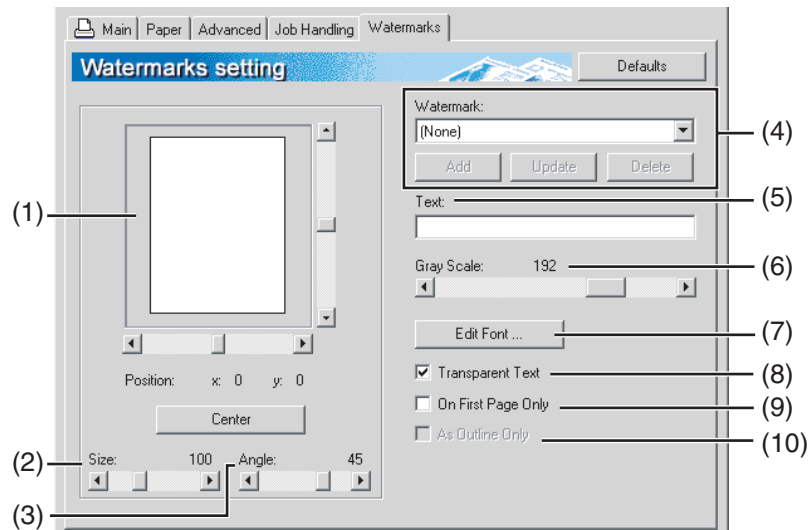 Main Paper Advanced Job Handling Watermarks
Watermarks setting Defaults
Watermark:
(None)
(4)
Add Update Delete
(1)
Text:
(5)
Gray Scale: 192
(6)
Edit Font ...
(7)
Position: x: 0 y: 0
Transparent Text
(8)
Center
On First Page Only
(9)
As Outline Only
(10)
(2)
Size: 100 Angle: 45
(3)